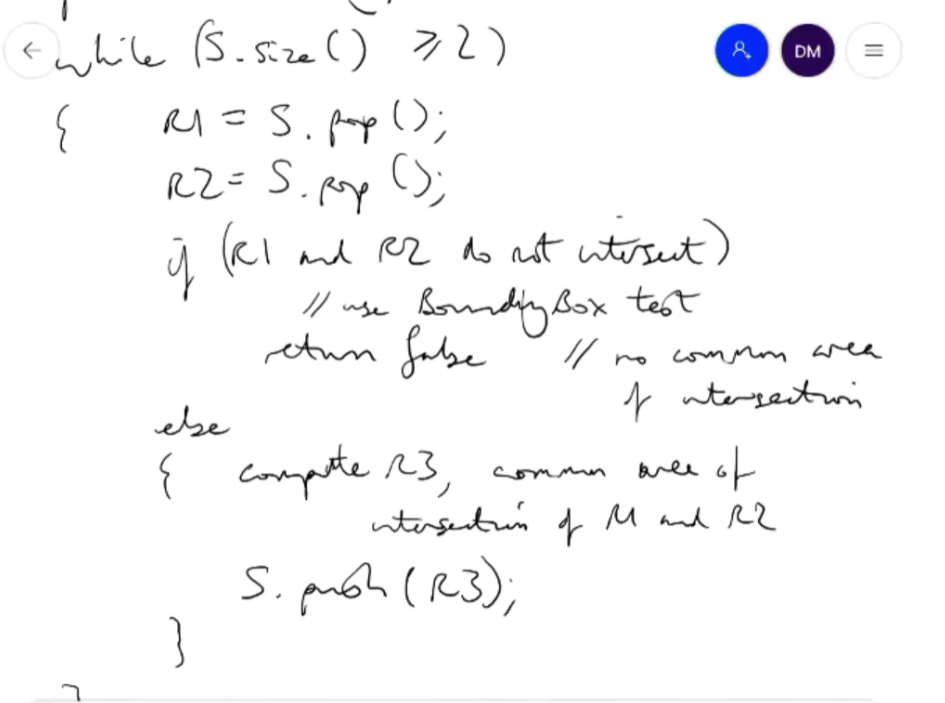 while (S.size() ≥ 2)
DM
{ R1 = S.pop();
R2 = S.pop();
if (R1 and R2 do not intersect)
// use BoundingBox test
return false // no common area
of intersection
else
{ compute R3, common area of
intersection of R1 and R2
S.push(R3);
}